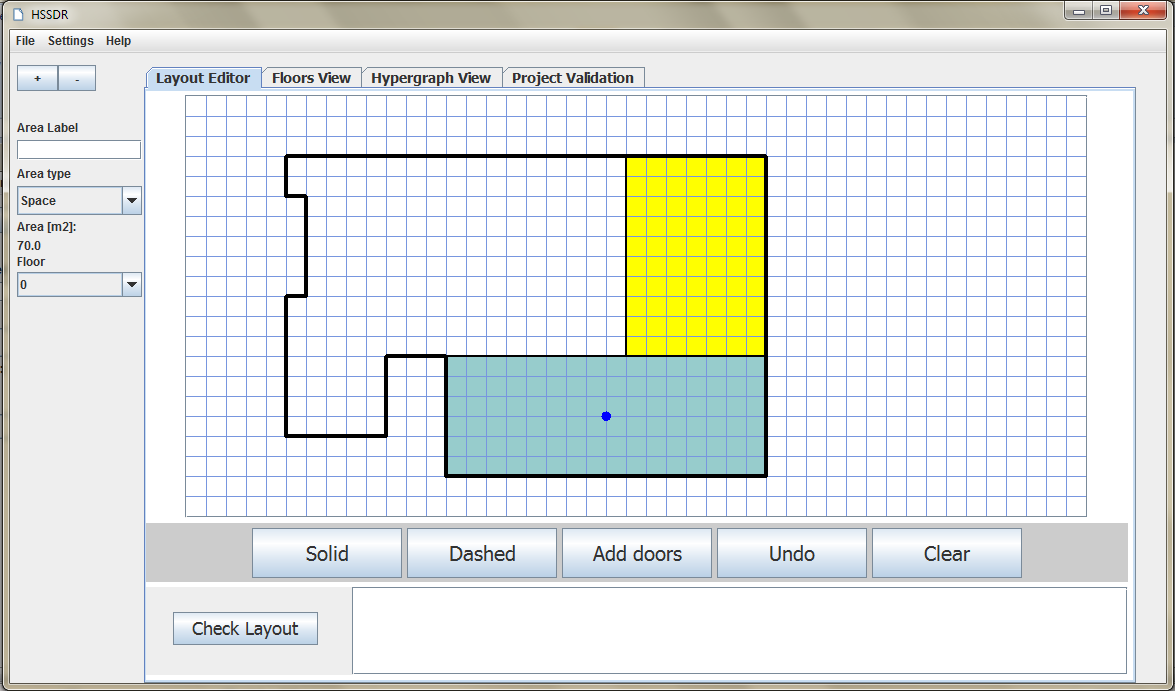 HSSDR
File Settings Help
+ -
Layout Editor Floors View Hypergraph View Project Validation
Area Label
Area type
Space
Area [m2]:
70.0
Floor
0
Solid Dashed Add doors Undo Clear
Check Layout